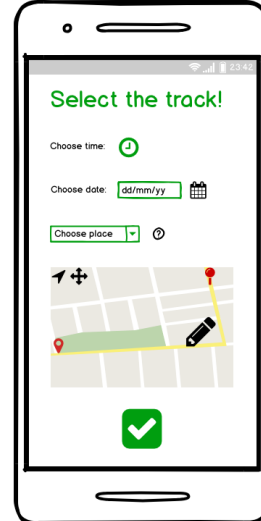 23:42
Select the track!
Choose time:
Choose date: dd/mm/yy
Choose place ?